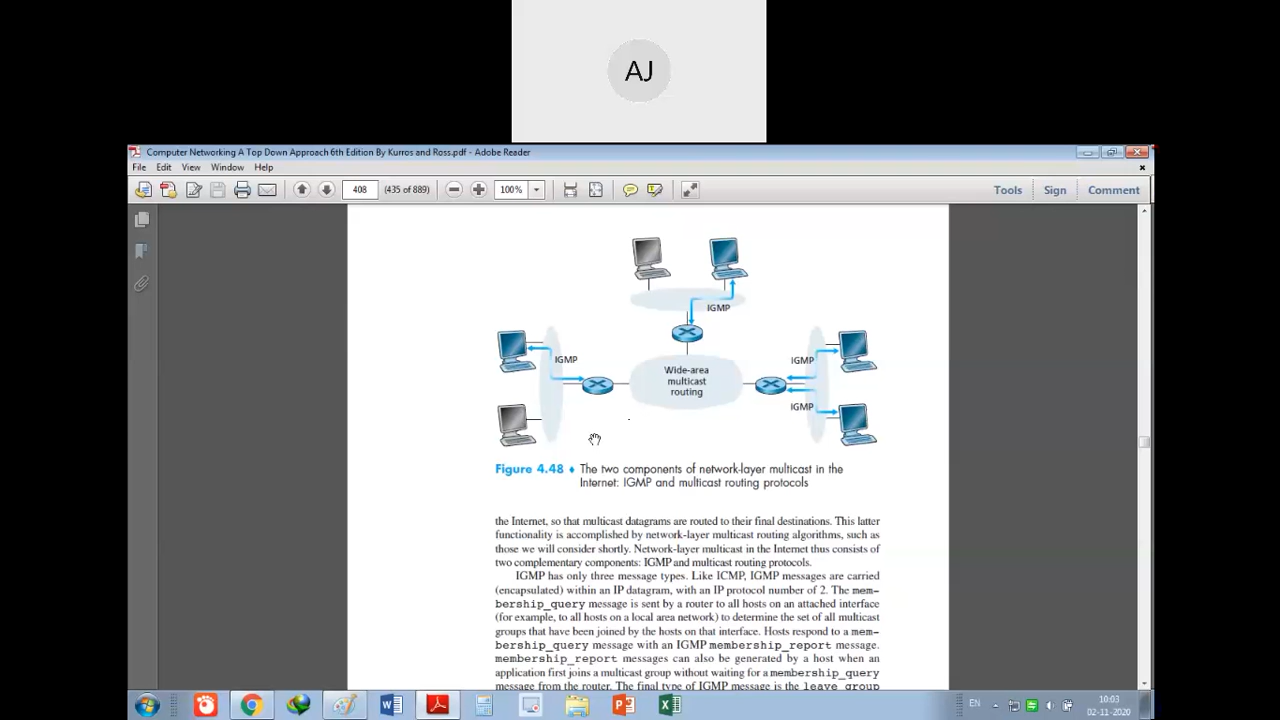 AJ
Computer Networking A Top Down Approach 6th Edition By Kurros and Ross.pdf - Adobe Reader
File Edit View Window Help
408 (435 of 889) 100% Tools Sign Comment
IGMP
IGMP
Wide-area
multicast
routing
IGMP
IGMP
Figure 4.48 ♦ The two components of network-layer multicast in the
Internet: IGMP and multicast routing protocols
the Internet, so that multicast datagrams are routed to their final destinations. This latter
functionality is accomplished by network-layer multicast routing algorithms, such as
those we will consider shortly. Network-layer multicast in the Internet thus consists of
two complementary components: IGMP and multicast routing protocols.
IGMP has only three message types. Like ICMP, IGMP messages are carried
(encapsulated) within an IP datagram, with an IP protocol number of 2. The mem-
bership_query message is sent by a router to all hosts on an attached interface
(for example, to all hosts on a local area network) to determine the set of all multicast
groups that have been joined by the hosts on that interface. Hosts respond to a mem-
bership_query message with an IGMP membership_report message.
membership_report messages can also be generated by a host when an
application first joins a multicast group without waiting for a membership_query
message from the router. The final type of IGMP message is the leave_group
EN 10:03
02-11-2020